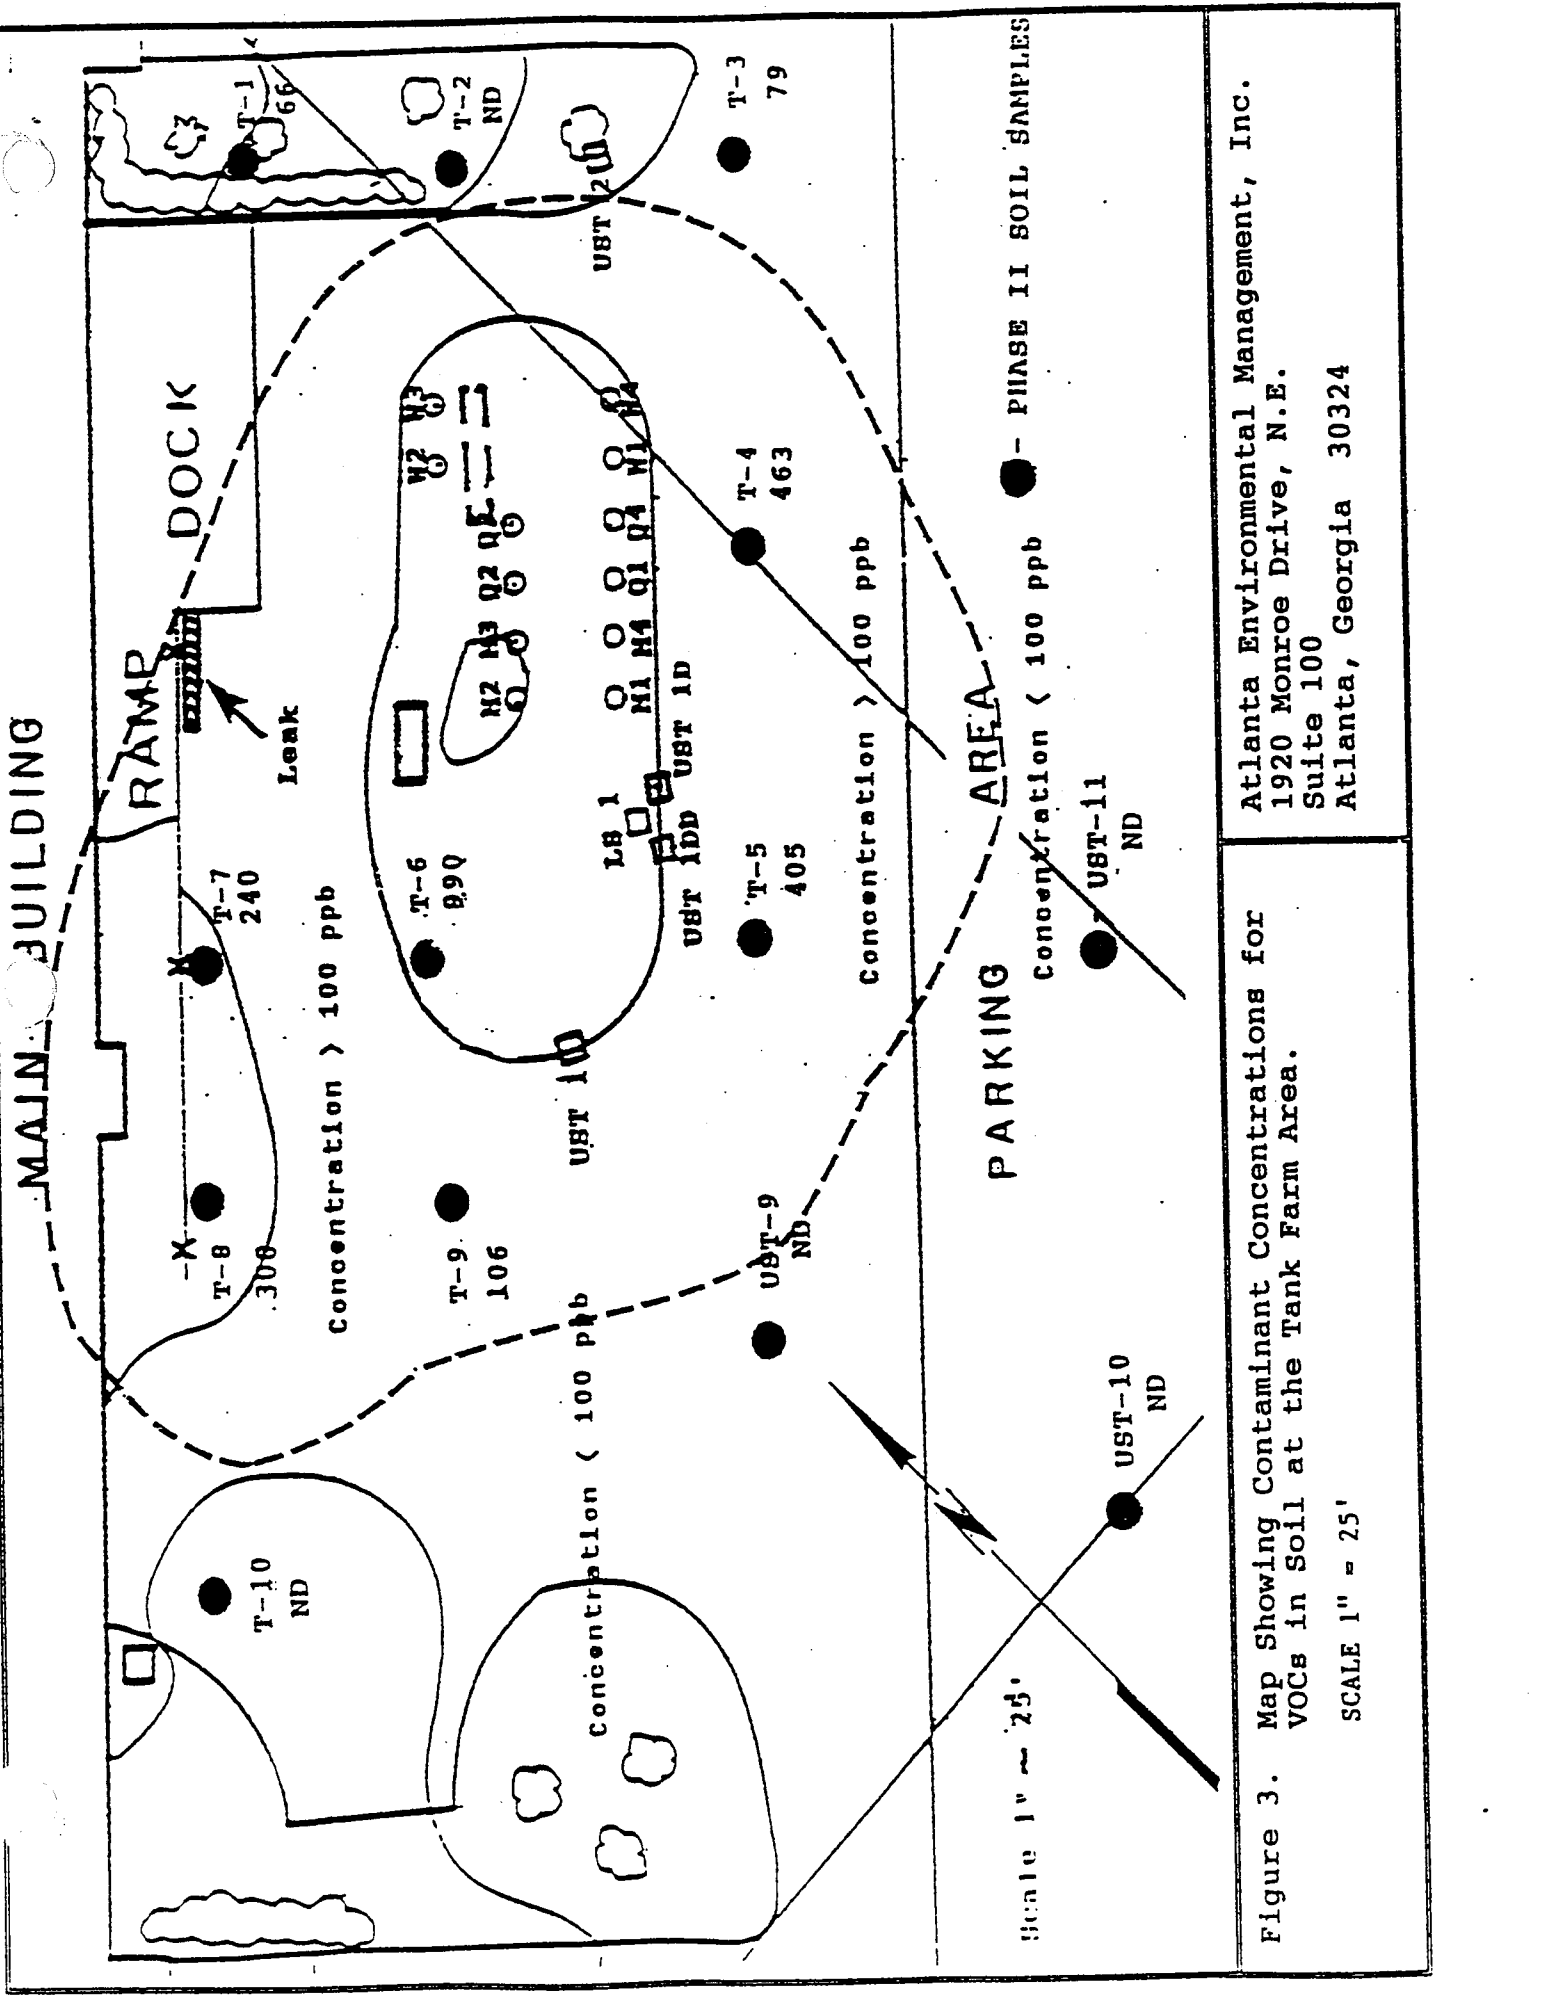 MAIN BUILDING
RAMP
DOCK
Leak
T-1
66
T-2
ND
T-3
79
T-7
240
T-8
300
T-6
T-9
106
T-10
ND
Concentration > 100 ppb
W3
M2
Q2
M3
M2
W4
W1
Q4
Q1
M4
M1
UST 2
UST 1D
LB 1
UST 1DD
UST 1
T-4
463
T-5
405
Concentration > 100 ppb
Concentration < 100 ppb
UST-9
ND
PARKING AREA
Concentration < 100 ppb
- PHASE II SOIL SAMPLES
UST-11
ND
UST-10
ND
Scale 1" ~ 25'
Figure 3. Map Showing Contaminant Concentrations for
VOCs in Soil at the Tank Farm Area.
SCALE 1" = 25'
Atlanta Environmental Management, Inc.
1920 Monroe Drive, N.E.
Suite 100
Atlanta, Georgia 30324